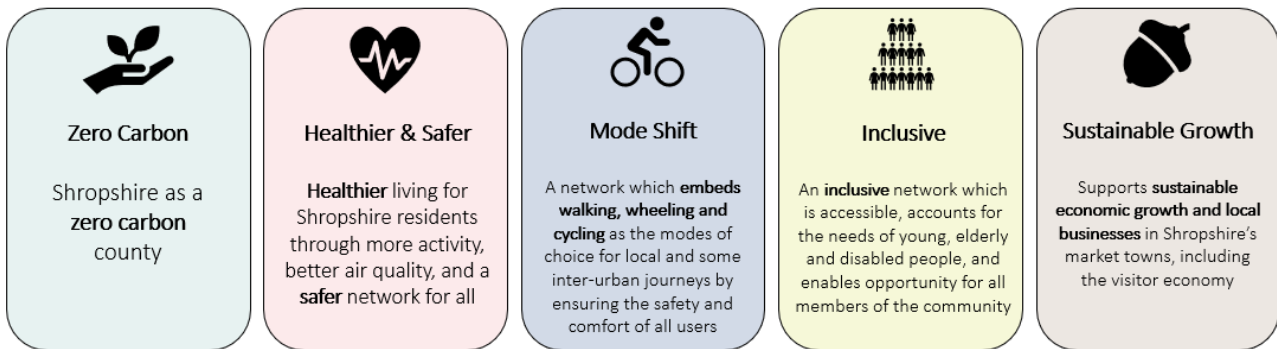 Zero Carbon
Shropshire as a
zero carbon
county
Healthier & Safer
Healthier living for
Shropshire residents
through more activity,
better air quality, and a
safer network for all
Mode Shift
A network which embeds
walking, wheeling and
cycling as the modes of
choice for local and some
inter-urban journeys by
ensuring the safety and
comfort of all users
Inclusive
An inclusive network which
is accessible, accounts for
the needs of young, elderly
and disabled people, and
enables opportunity for all
members of the community
Sustainable Growth
Supports sustainable
economic growth and local
businesses in Shropshire’s
market towns, including
the visitor economy